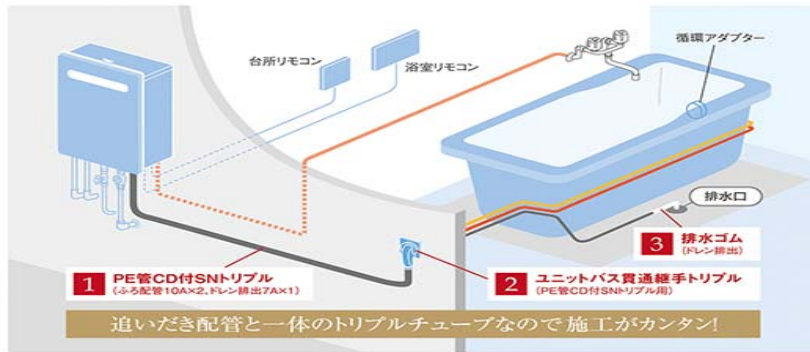 循環アダプター
台所リモコン
浴室リモコン
排水口
1 PE管CD付SNトリプル
(ふろ配管10A×2、ドレン排出7A×1)
2 ユニットバス貫通継手トリプル
(PE管CD付SNトリプル用)
3 排水ゴム
(ドレン排出)
追いだき配管と一体のトリプルチューブなので施工がカンタン!